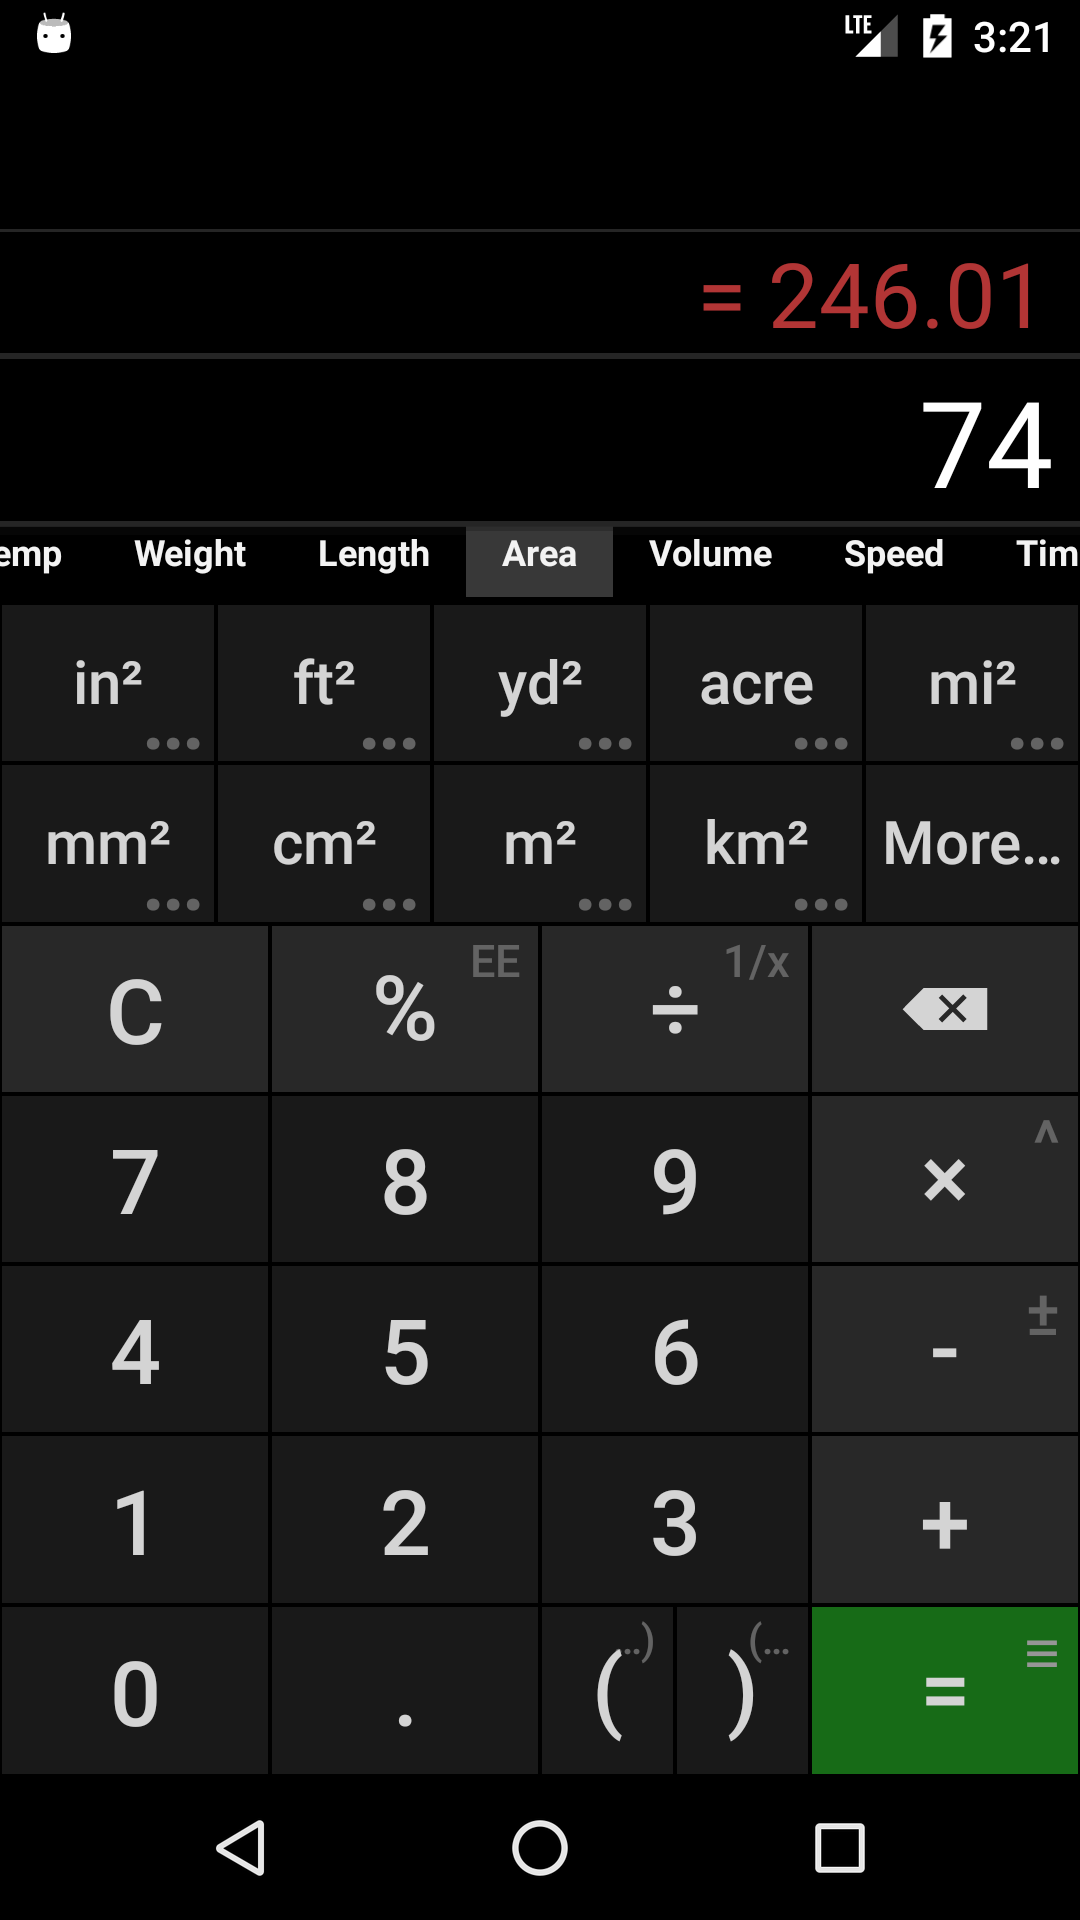 LTE 3:21
= 246.01
74
emp Weight Length Area Volume Speed Tim
in² ft² yd² acre mi²
mm² cm² m² km² More...
C % EE ÷ 1/x
7 8 9 × ^
4 5 6 - ±
1 2 3 +
0 . ( ..) ) (... =